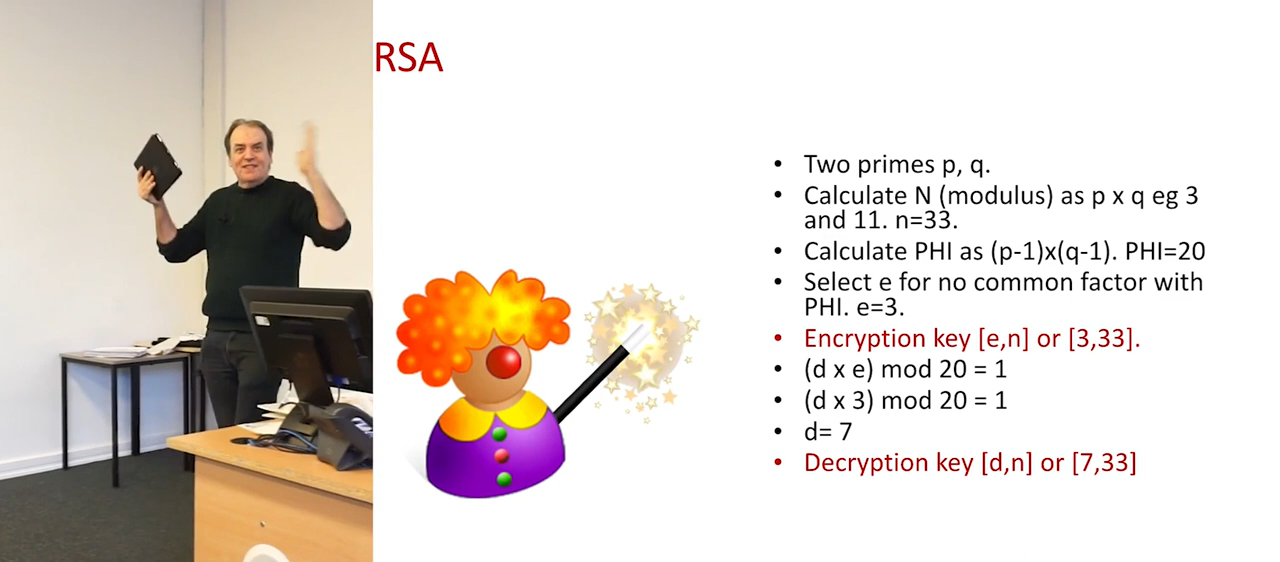 RSA
• Two primes p, q.
• Calculate N (modulus) as p x q eg 3
and 11. n=33.
• Calculate PHI as (p-1)x(q-1). PHI=20
• Select e for no common factor with
PHI. e=3.
• Encryption key [e,n] or [3,33].
• (d x e) mod 20 = 1
• (d x 3) mod 20 = 1
• d= 7
• Decryption key [d,n] or [7,33]